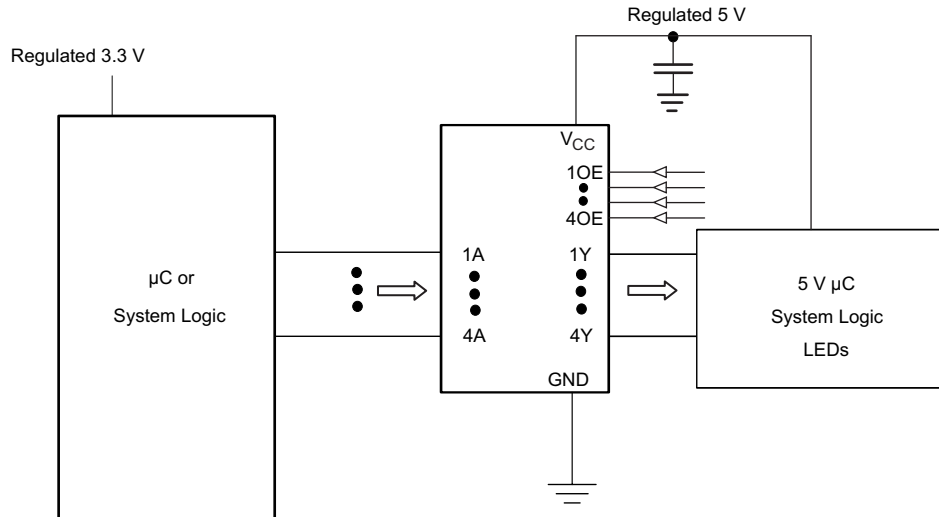 Regulated 5 V
Regulated 3.3 V
VCC
1OE
4OE
1A
1Y
4A
4Y
GND
µC or
System Logic
5 V µC
System Logic
LEDs